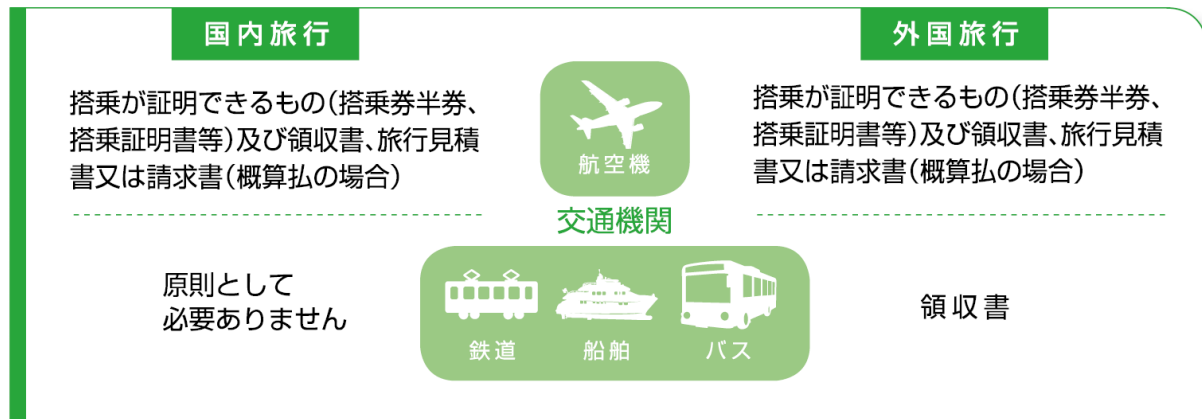 国内旅行
外国旅行
搭乗が証明できるもの(搭乗券半券、
搭乗証明書等)及び領収書、旅行見積
書又は請求書(概算払の場合)
航空機
搭乗が証明できるもの(搭乗券半券、
搭乗証明書等)及び領収書、旅行見積
書又は請求書(概算払の場合)
交通機関
原則として
必要ありません
鉄道
船舶
バス
領収書